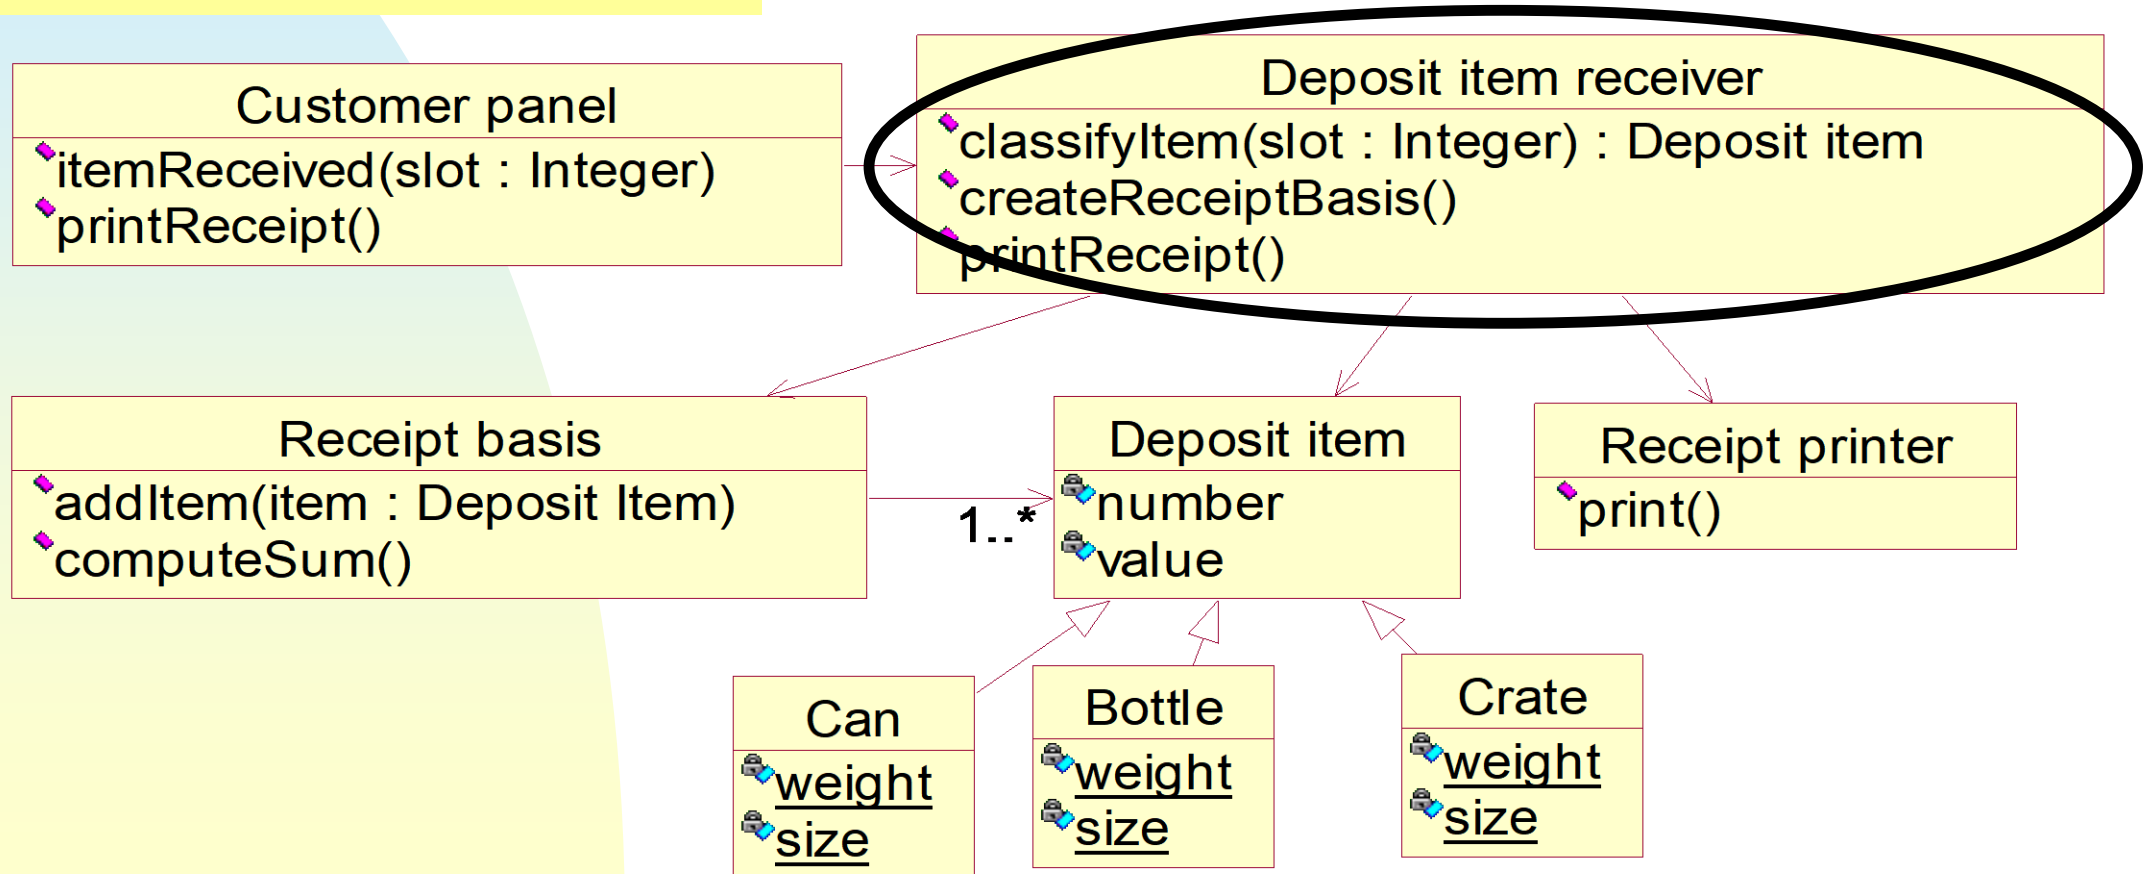 Customer panel
itemReceived(slot : Integer)
printReceipt()
Deposit item receiver
classifyItem(slot : Integer) : Deposit item
createReceiptBasis()
printReceipt()
Receipt basis
addItem(item : Deposit Item)
computeSum()
1..*
Deposit item
number
value
Receipt printer
print()
Can
weight
size
Bottle
weight
size
Crate
weight
size